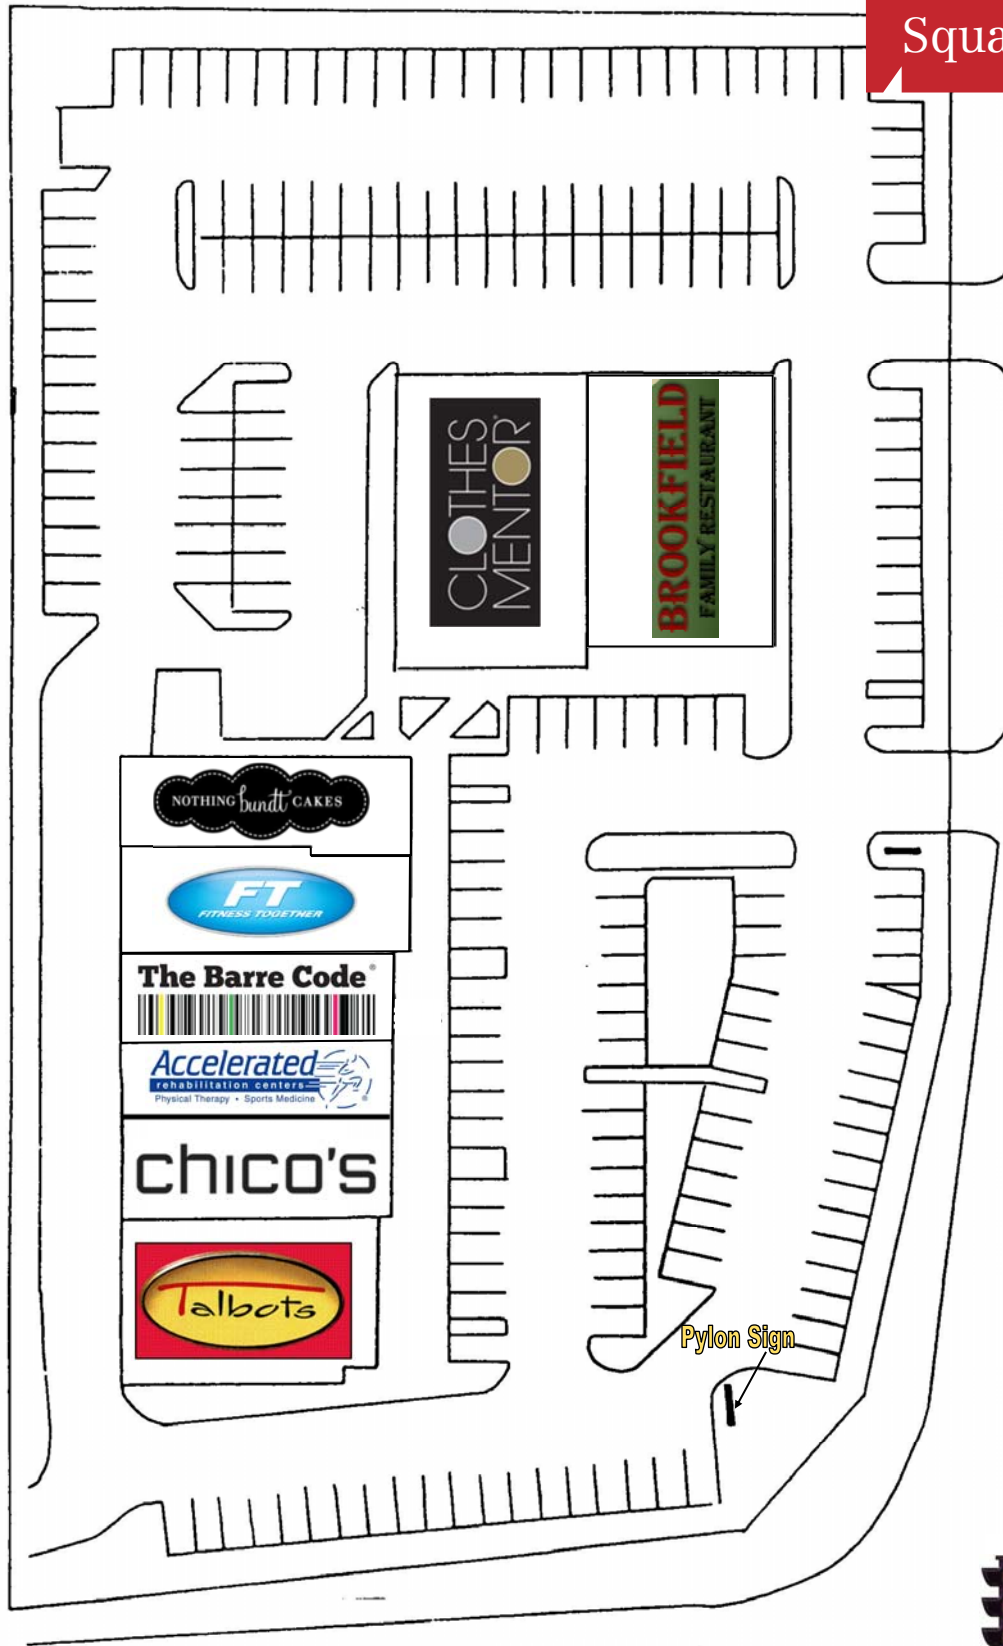 Squa
CLOTHES
MENTOR
BROOKFIELD
FAMILY RESTAURANT
NOTHING bundt CAKES
FT
FITNESS TOGETHER
The Barre Code®
Accelerated
rehabilitation centers
Physical Therapy • Sports Medicine
chico's
Talbots
Pylon Sign